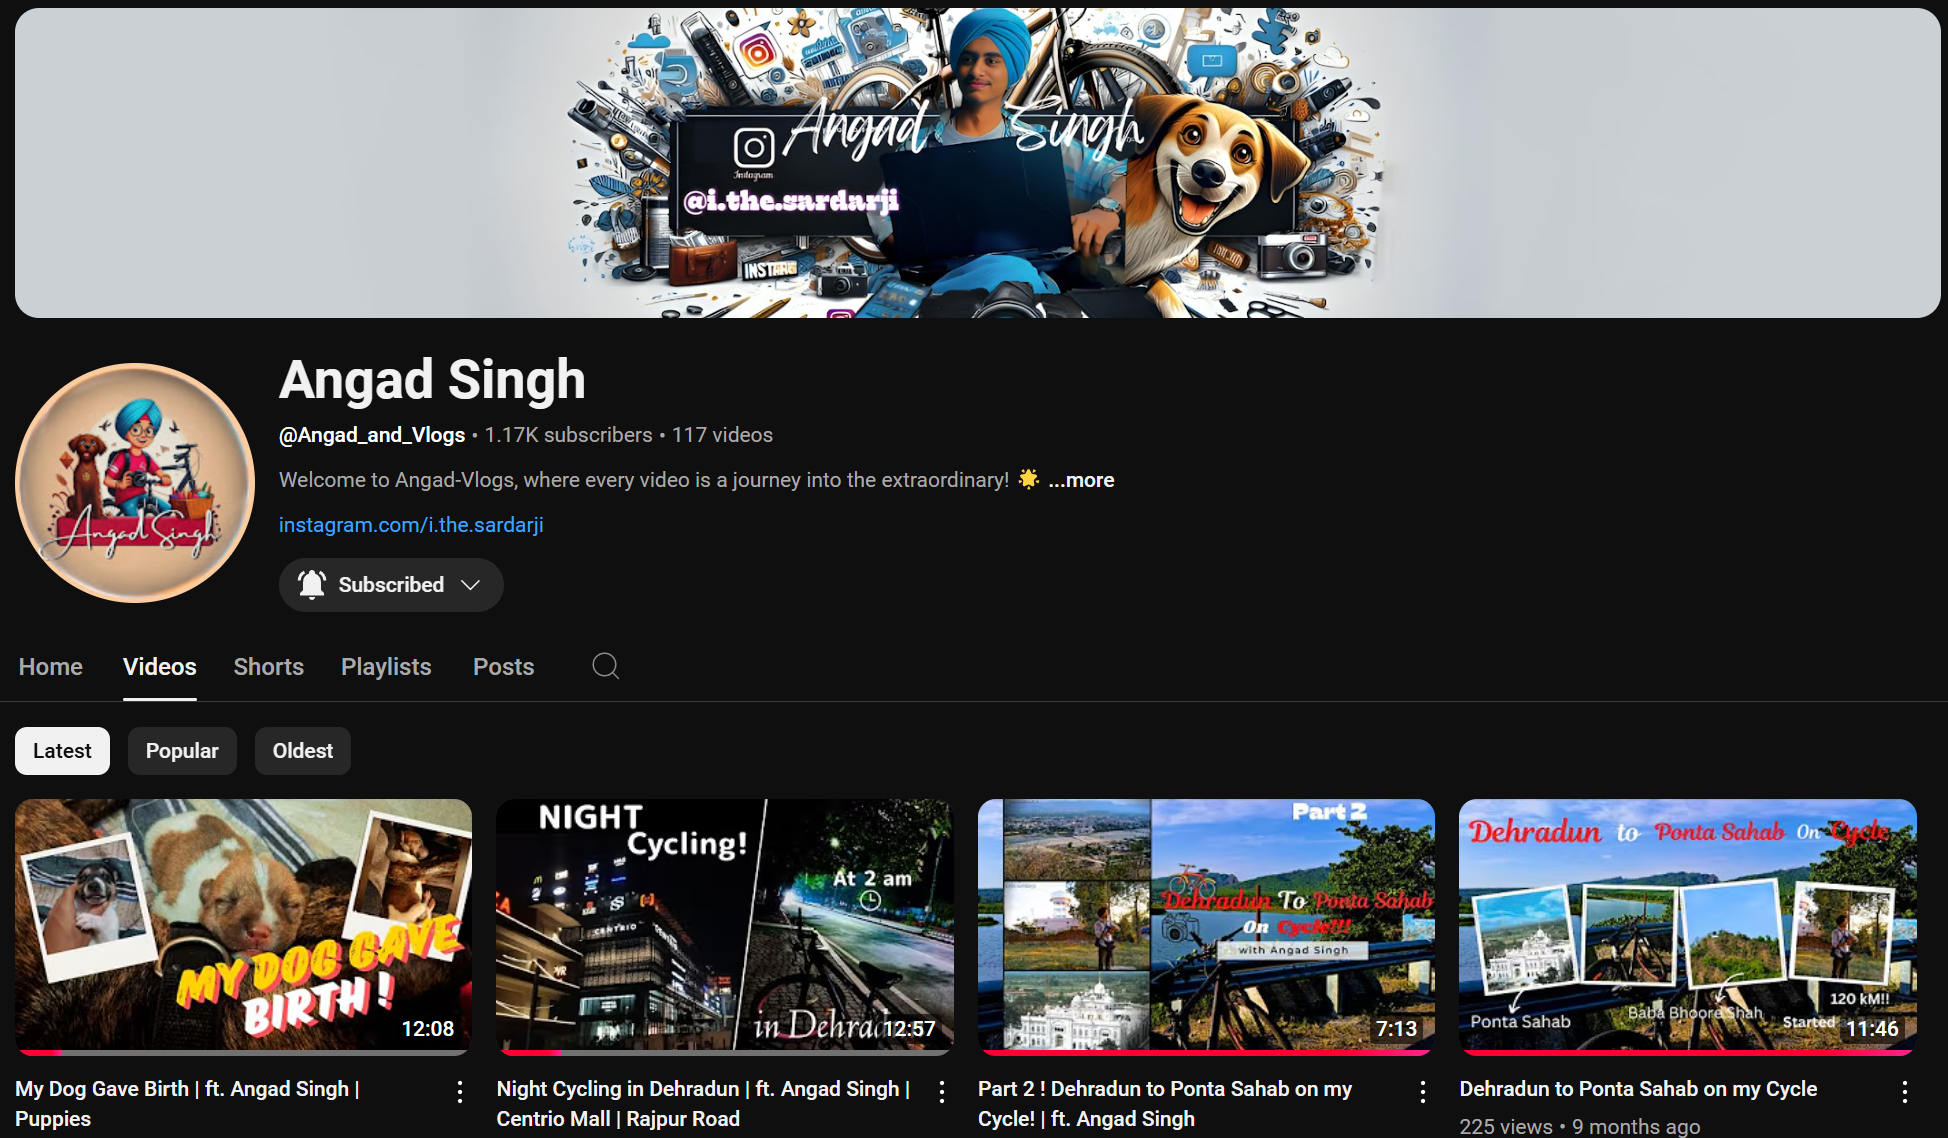 Angad Singh
Instagram
@i.the.sardarji
INSTANG
Angad Singh
Angad Singh
@Angad_and_Vlogs • 1.17K subscribers • 117 videos
Welcome to Angad-Vlogs, where every video is a journey into the extraordinary! 🌟 ...more
instagram.com/i.the.sardarji
Subscribed
Home Videos Shorts Playlists Posts
Latest Popular Oldest
MY DOG GAVE
BIRTH !
12:08
NIGHT
Cycling!
At 2 am
CENTRIO
in Dehra
12:57
Part 2
Dehradun To Ponta Sahab
On Cycle!!!
with Angad Singh
7:13
Dehradun to Ponta Sahab On Cycle
120 kM!!
Ponta Sahab
Baba Bhoore Shah
Started
11:46
My Dog Gave Birth | ft. Angad Singh |
Puppies
Night Cycling in Dehradun | ft. Angad Singh |
Centrio Mall | Rajpur Road
Part 2 ! Dehradun to Ponta Sahab on my
Cycle! | ft. Angad Singh
Dehradun to Ponta Sahab on my Cycle
225 views • 9 months ago